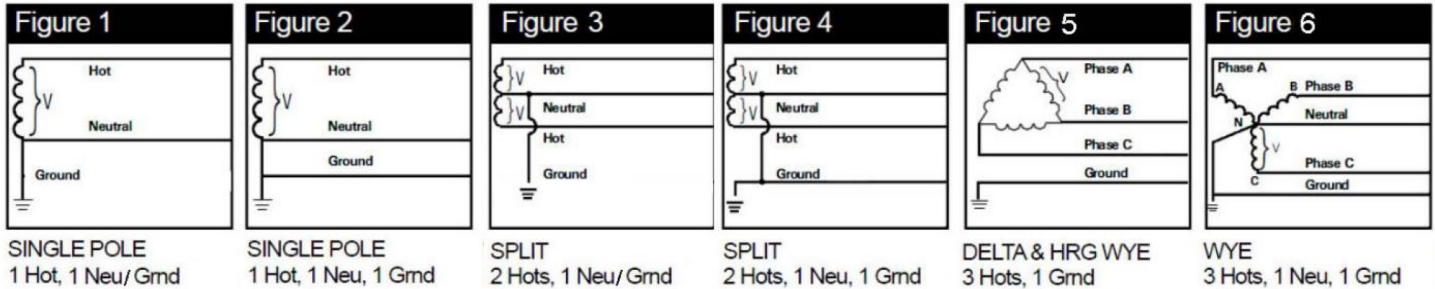 Figure 1
Hot
V
Neutral
Ground
SINGLE POLE
1 Hot, 1 Neu/Grnd
Figure 2
Hot
V
Neutral
Ground
SINGLE POLE
1 Hot, 1 Neu, 1 Grnd
Figure 3
V
Hot
Neutral
V
Hot
Ground
SPLIT
2 Hots, 1 Neu/Grnd
Figure 4
V
Hot
Neutral
V
Hot
Ground
SPLIT
2 Hots, 1 Neu, 1 Grnd
Figure 5
V
Phase A
Phase B
Phase C
Ground
DELTA & HRG WYE
3 Hots, 1 Grnd
Figure 6
Phase A
A
B Phase B
N
Neutral
V
Phase C
C
Ground
WYE
3 Hots, 1 Neu, 1 Grnd